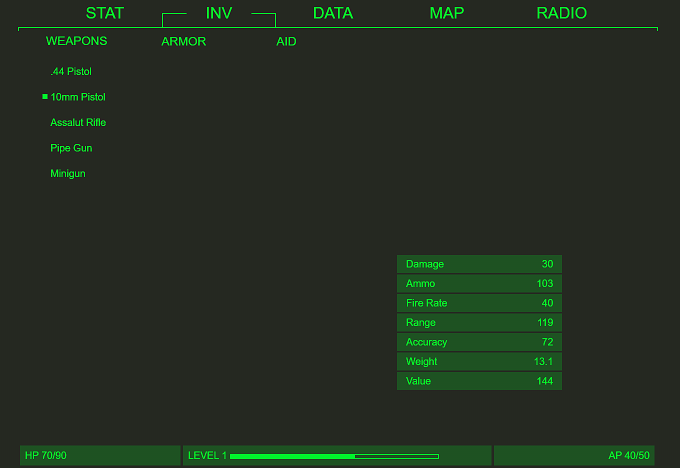 STAT INV DATA MAP RADIO
WEAPONS ARMOR AID
.44 Pistol
10mm Pistol
Assalut Rifle
Pipe Gun
Minigun
Damage 30
Ammo 103
Fire Rate 40
Range 119
Accuracy 72
Weight 13.1
Value 144
HP 70/90 LEVEL 1 AP 40/50